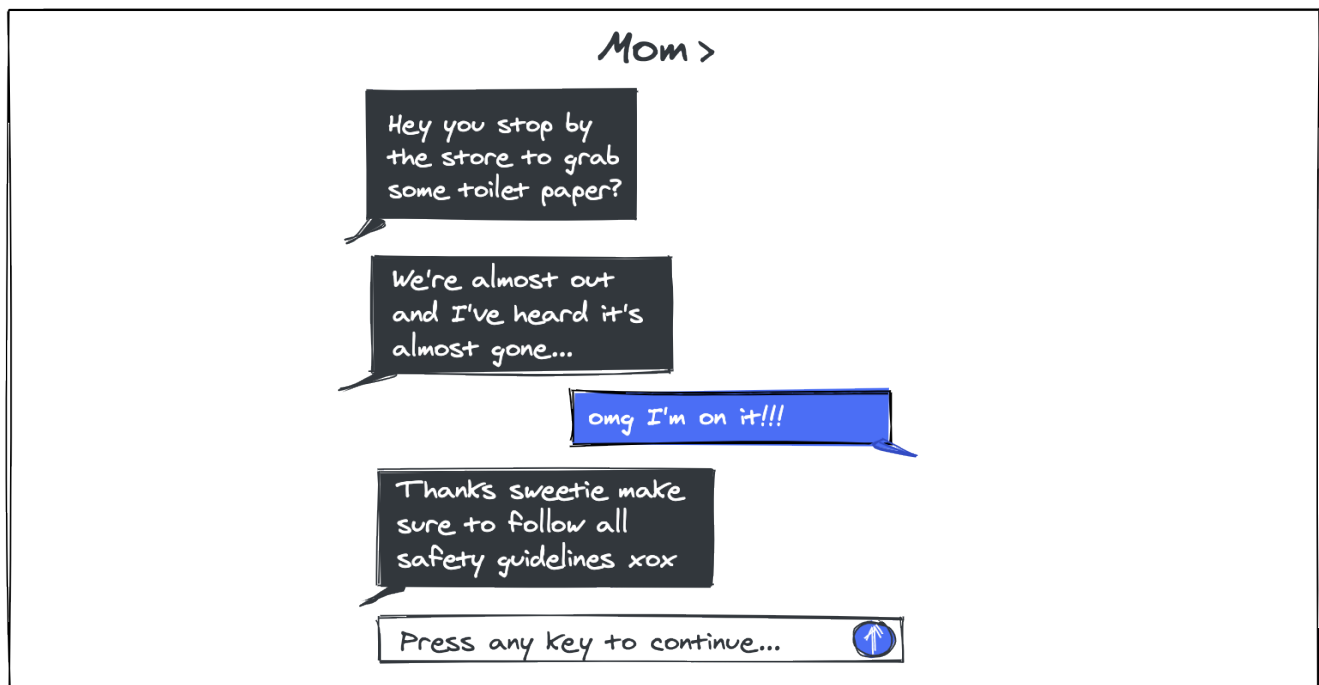 Mom >
Hey you stop by
the store to grab
some toilet paper?
We're almost out
and I've heard it's
almost gone...
omg I'm on it!!!
Thanks sweetie make
sure to follow all
safety guidelines xox
Press any key to continue...